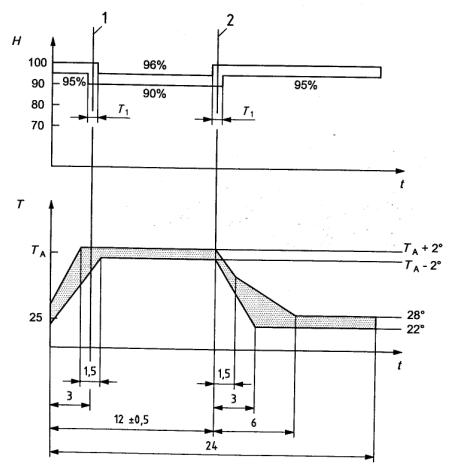 1 2
H
100 96%
95% 95%
90 90%
80 T1 T1
70
t
T
TA TA + 2°
TA - 2°
25 28°
22°
t
1,5 1,5
3 3
12 ±0,5 6
24